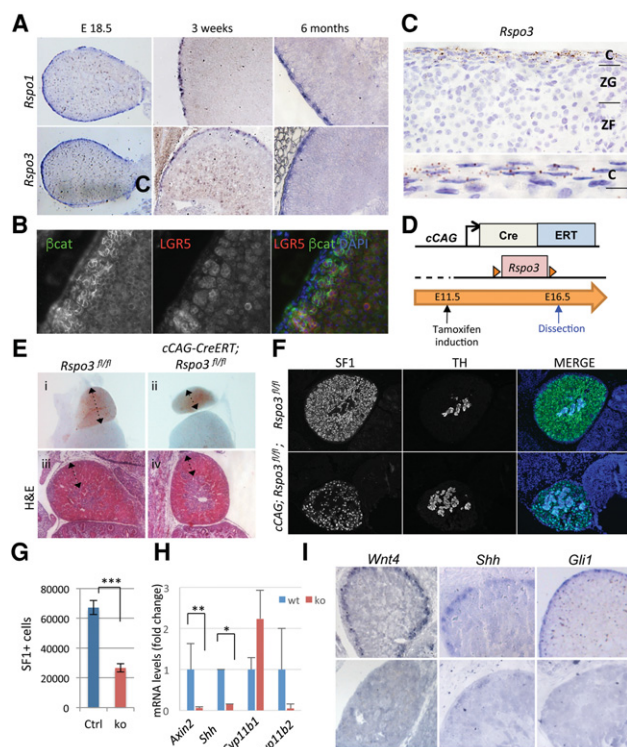 A
E 18.5
3 weeks
6 months
Rspo1
Rspo3
C
B
βcat
LGR5
LGR5 βcat DAPI
C
Rspo3
C
ZG
ZF
C
D
cCAG
Cre
ERT
Rspo3
E11.5
E16.5
Tamoxifen
induction
Dissection
E
Rspo3 fl/fl
cCAG-CreERT;
Rspo3 fl/fl
i
ii
iii
iv
H&E
F
SF1
TH
MERGE
Rspo3 fl/fl
cCAG; Rspo3 fl/fl;
G
SF1+ cells
80000
60000
40000
20000
0
***
Ctrl
ko
H
mRNA levels (fold change)
3
2
1
0
wt
ko
**
*
Axin2
Shh
Cyp11b1
Cyp11b2
I
Wnt4
Shh
Gli1